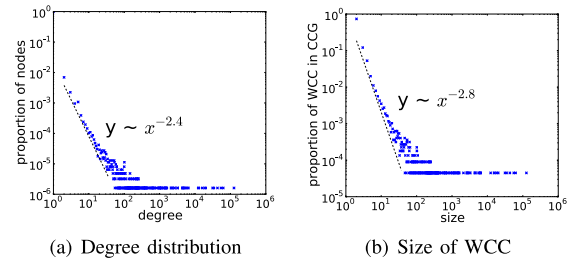 proportion of nodes
10^0
10^-1
10^-2
10^-3
10^-4
10^-5
10^-6
y ~ x^-2.4
10^0 10^1 10^2 10^3 10^4 10^5 10^6
degree
(a) Degree distribution
proportion of WCC in CCG
10^0
10^-1
10^-2
10^-3
10^-4
10^-5
y ~ x^-2.8
10^0 10^1 10^2 10^3 10^4 10^5 10^6
size
(b) Size of WCC